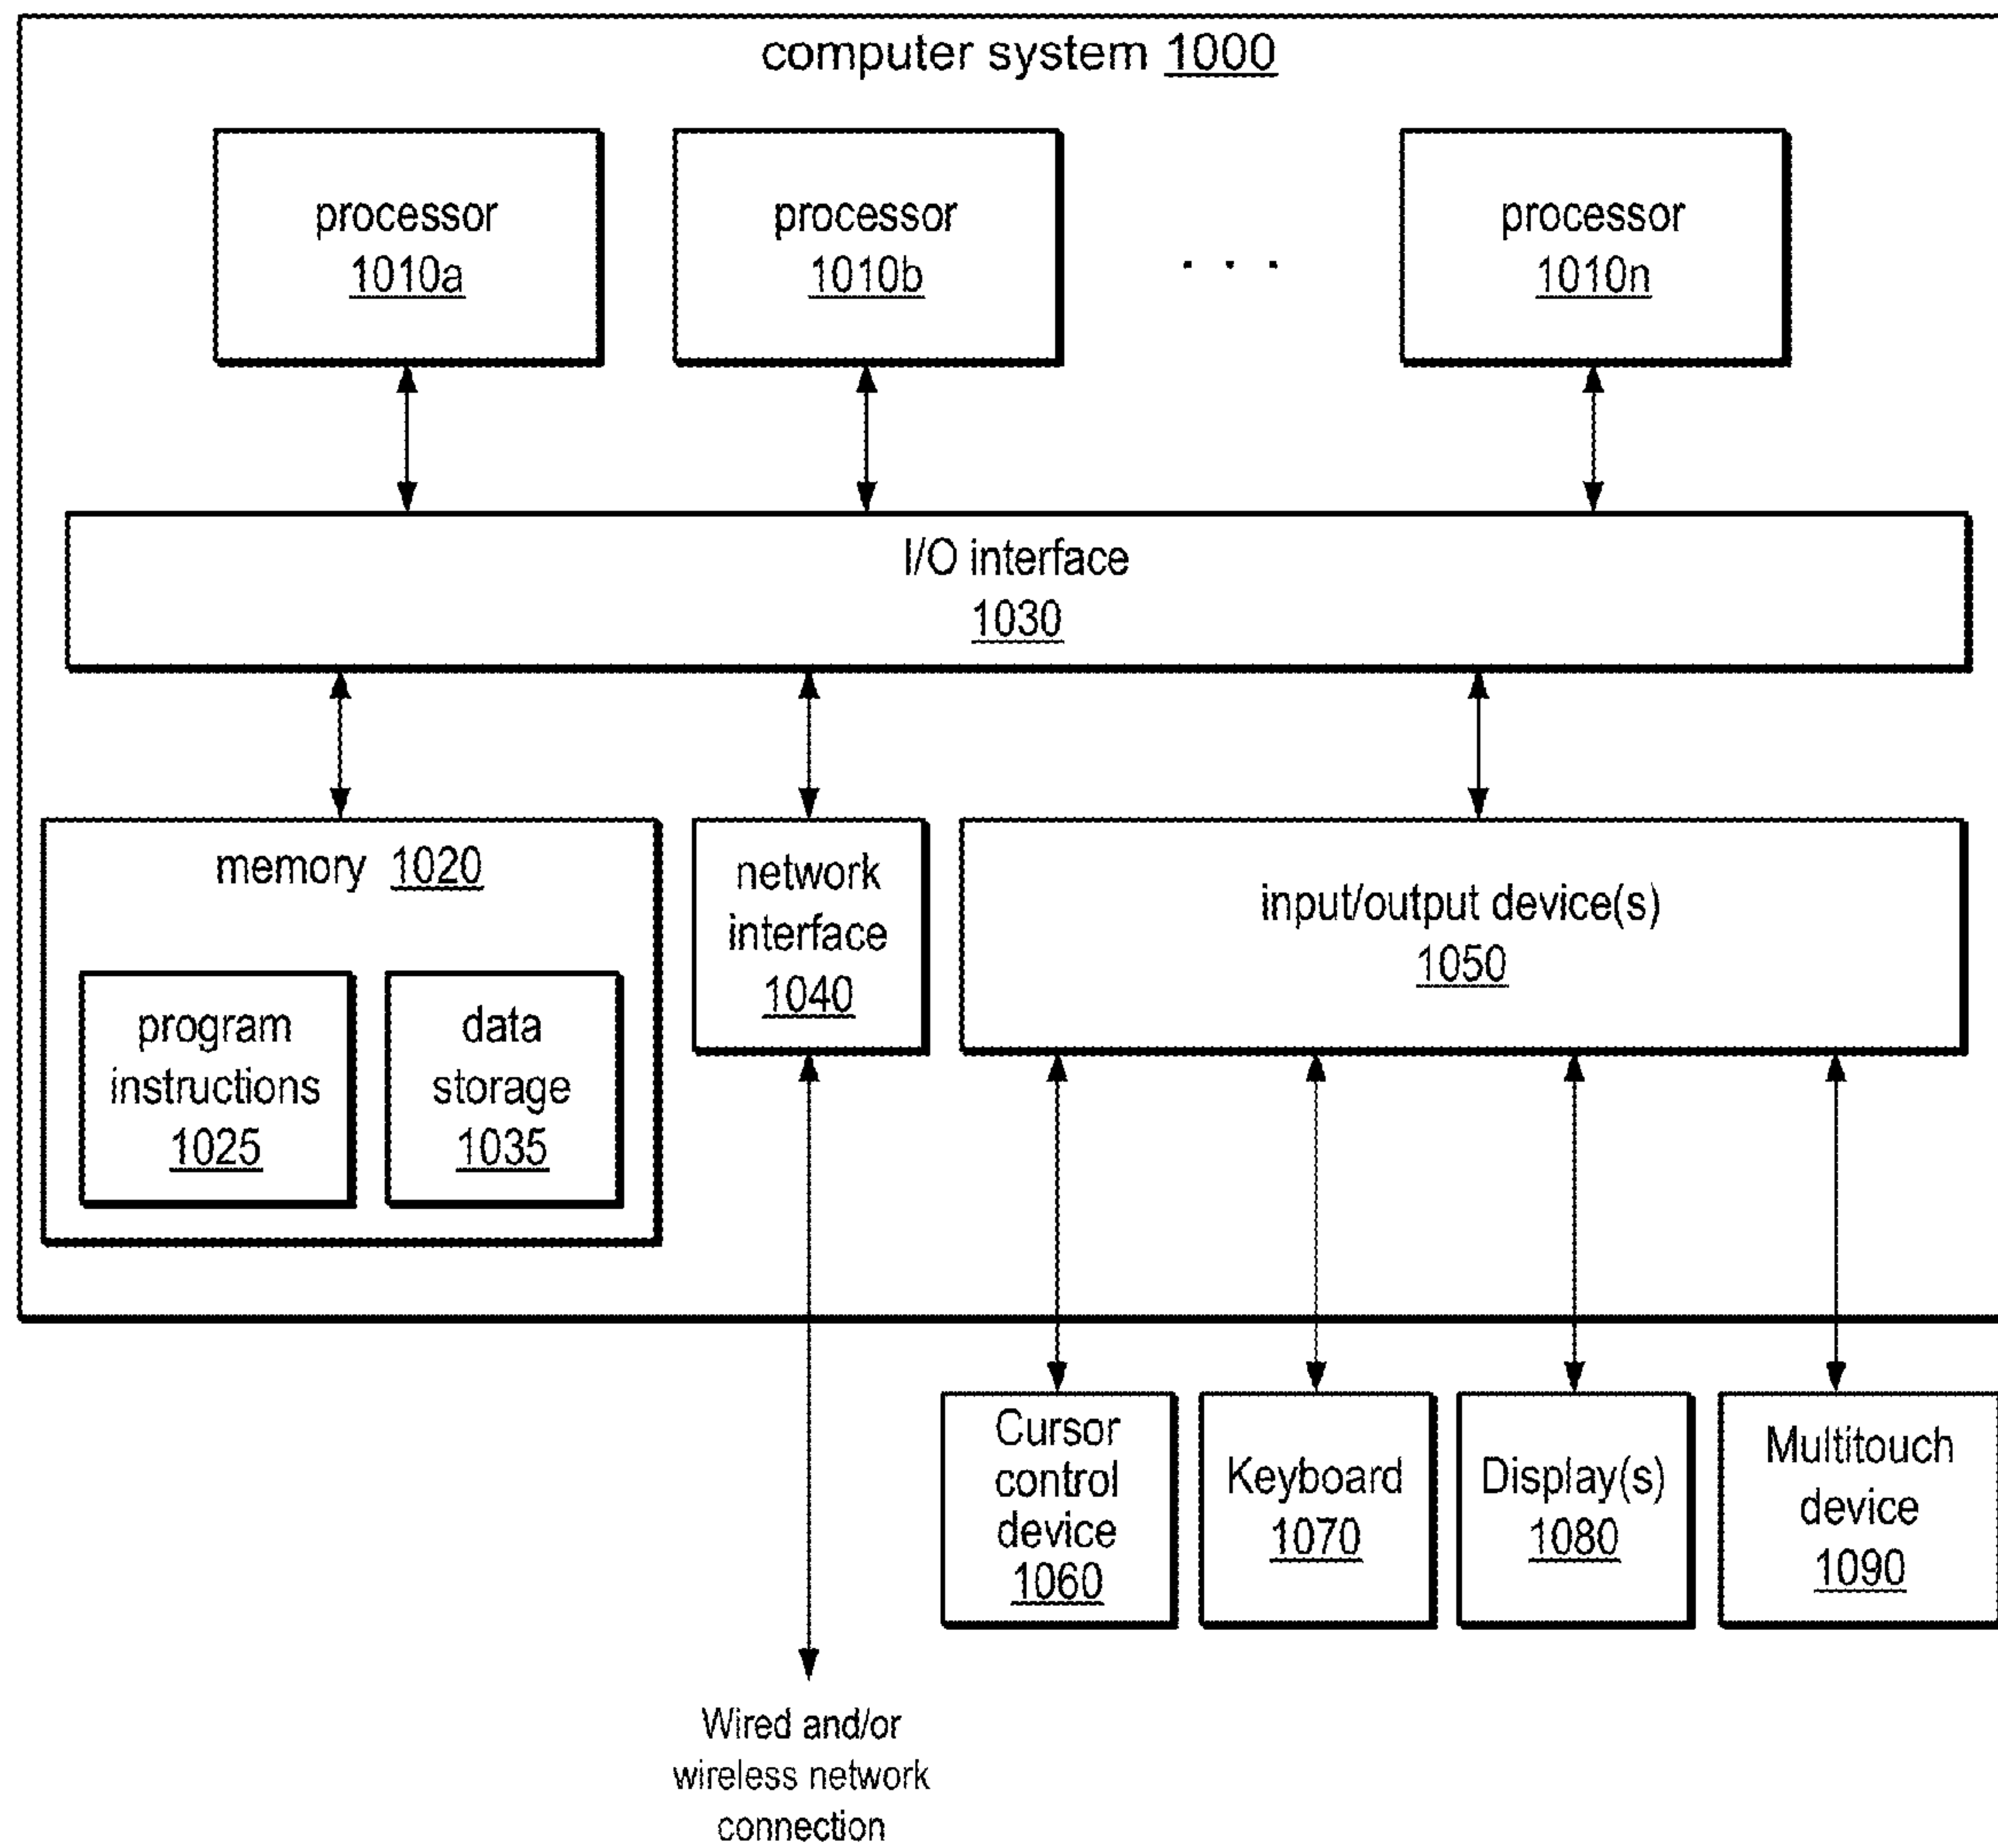 computer system 1000
processor
1010a
processor
1010b
. . .
processor
1010n
I/O interface
1030
memory 1020
program
instructions
1025
data
storage
1035
network
interface
1040
input/output device(s)
1050
Cursor
control
device
1060
Keyboard
1070
Display(s)
1080
Multitouch
device
1090
Wired and/or
wireless network
connection